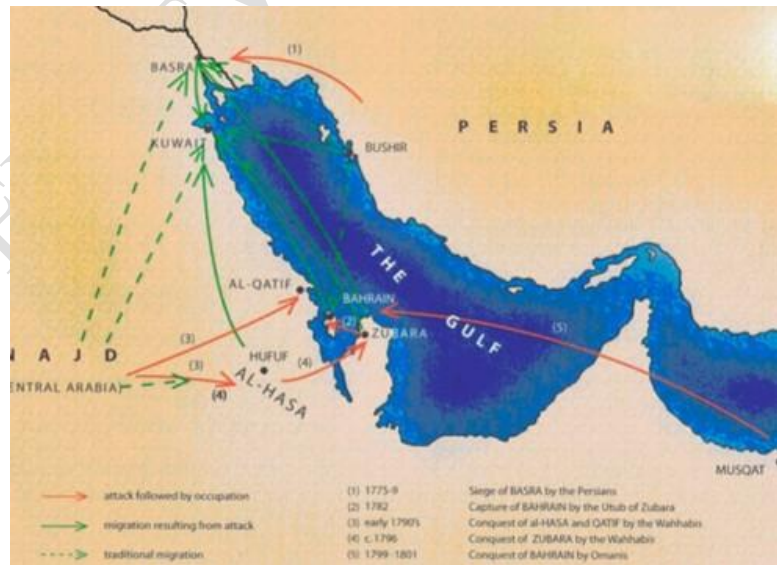 (1)
BASRA
P E R S I A
KUWAIT
BUSHIR
THE
GULF
AL-QATIF
BAHRAIN
(2)
ZUBARA
(5)
(3)
N A J D
(3)
HUFUF
(4)
ENTRAL ARABIA)
(4)
AL-HASA
MUSQAT
attack followed by occupation
migration resulting from attack
traditional migration
(1) 1775-9 Siege of BASRA by the Persians
(2) 1782 Capture of BAHRAIN by the Utub of Zubara
(3) early 1790's Conquest of al-HASA and QATIF by the Wahhabis
(4) c. 1796 Conquest of ZUBARA by the Wahhabis
(5) 1799-1801 Conquest of BAHRAIN by Omanis